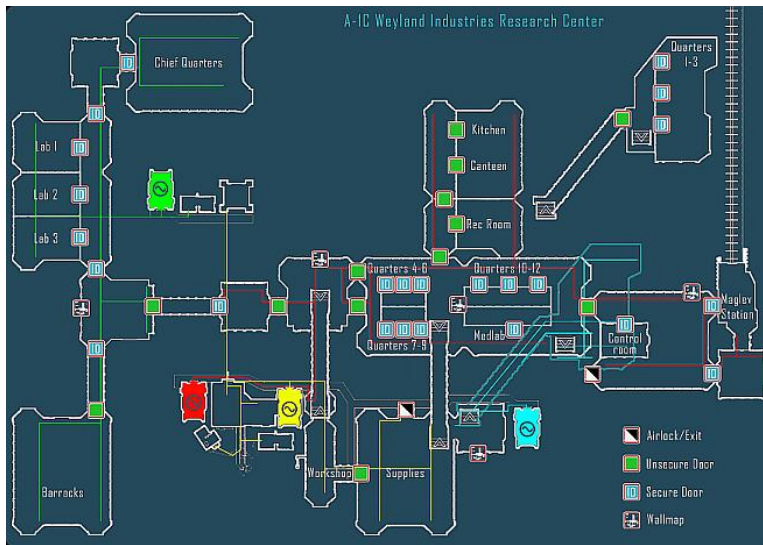 A-1C Weyland Industries Research Center
Quarters
1-3
Chief Quarters
Kitchen
Lab 1
Canteen
Lab 2
Rec Room
Lab 3
Quarters 4-6
Quarters 10-12
Maglev
Station
Quarters 7-9
Medlab
Control
room
Airlock/Exit
Unsecure Door
Workshop
Supplies
Barracks
Secure Door
Wallmap